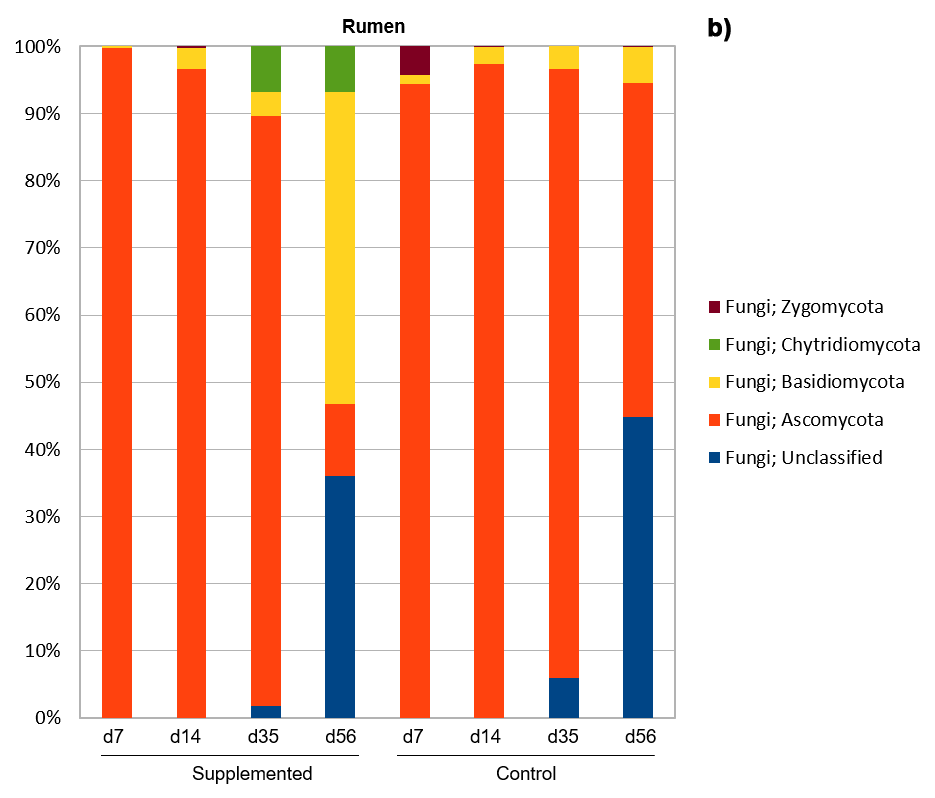 Rumen
b)
100%
90%
80%
70%
60%
50%
40%
30%
20%
10%
0%
d7 d14 d35 d56 d7 d14 d35 d56
Supplemented Control
Fungi; Zygomycota
Fungi; Chytridiomycota
Fungi; Basidiomycota
Fungi; Ascomycota
Fungi; Unclassified